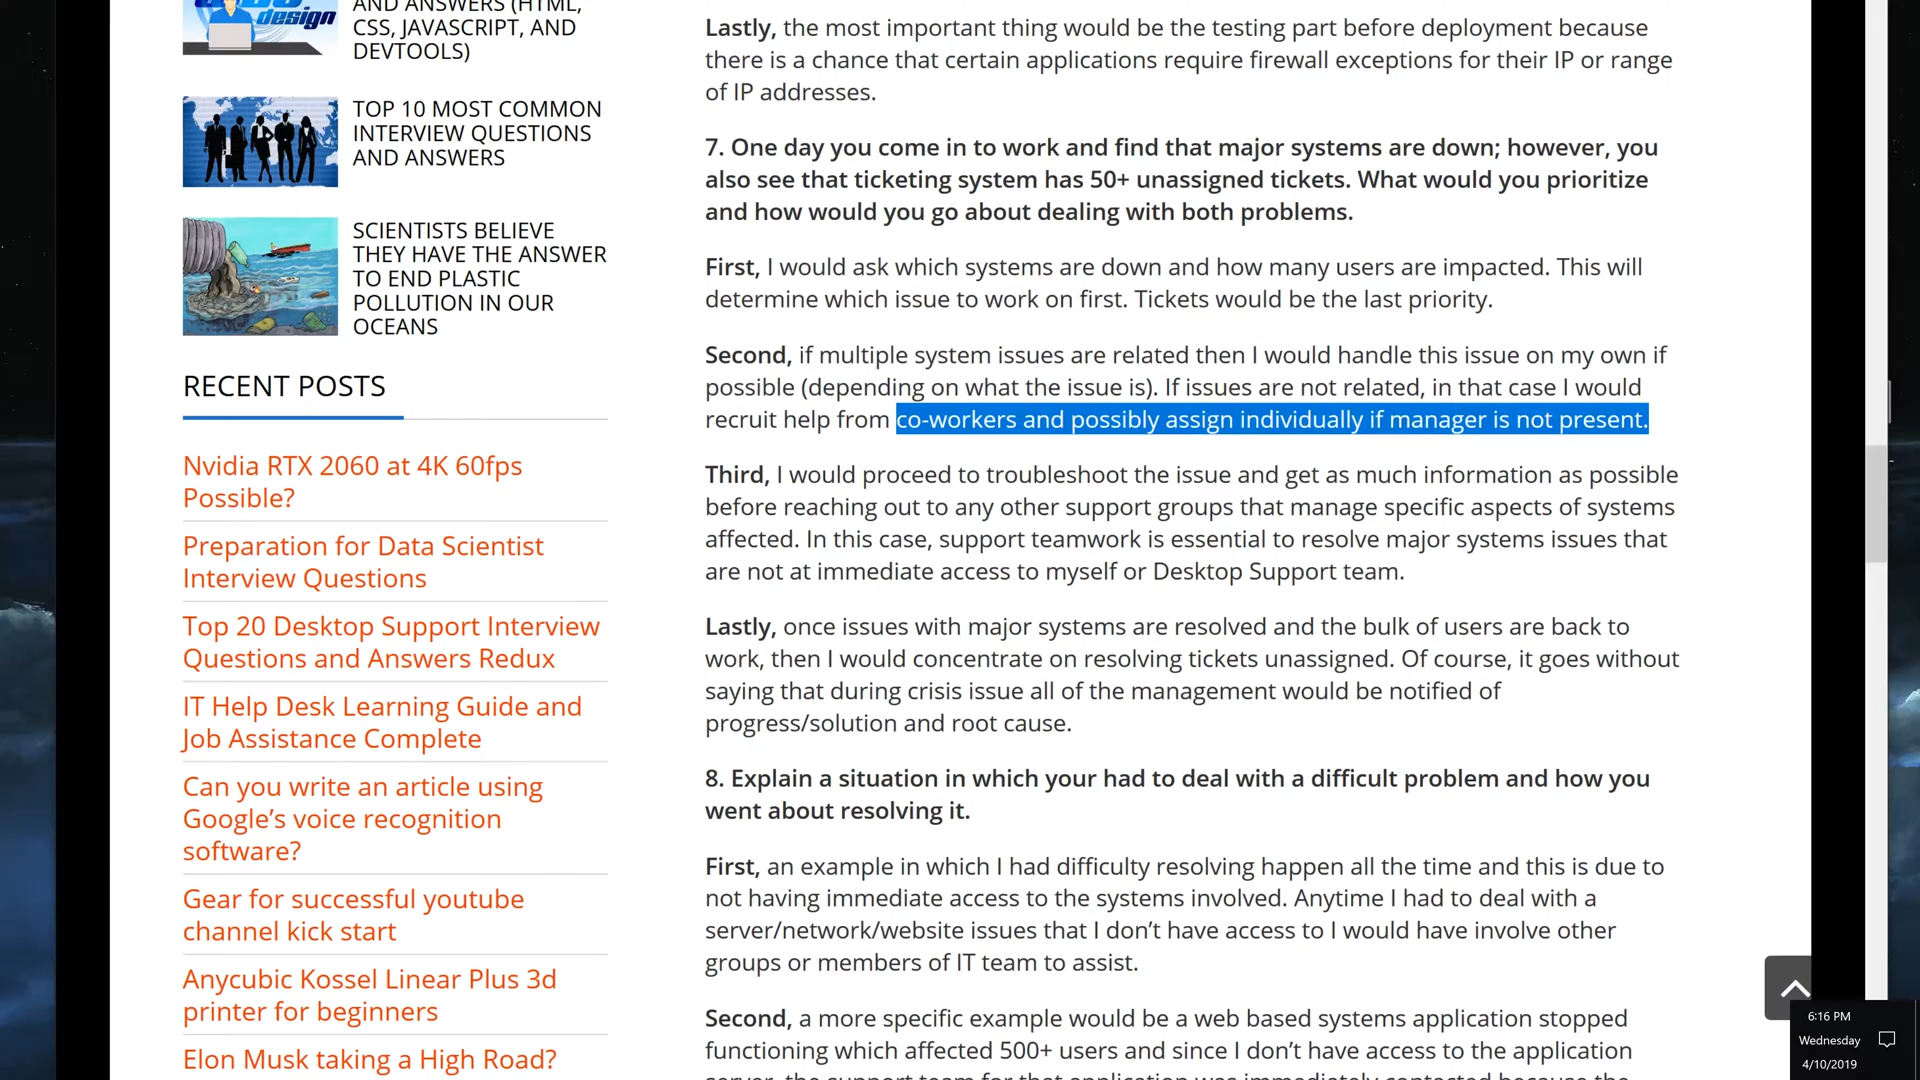 design
AND ANSWERS (HTML,
CSS, JAVASCRIPT, AND
DEVTOOLS)
TOP 10 MOST COMMON
INTERVIEW QUESTIONS
AND ANSWERS
SCIENTISTS BELIEVE
THEY HAVE THE ANSWER
TO END PLASTIC
POLLUTION IN OUR
OCEANS
RECENT POSTS
Nvidia RTX 2060 at 4K 60fps
Possible?
Preparation for Data Scientist
Interview Questions
Top 20 Desktop Support Interview
Questions and Answers Redux
IT Help Desk Learning Guide and
Job Assistance Complete
Can you write an article using
Google’s voice recognition
software?
Gear for successful youtube
channel kick start
Anycubic Kossel Linear Plus 3d
printer for beginners
Elon Musk taking a High Road?
Lastly, the most important thing would be the testing part before deployment because
there is a chance that certain applications require firewall exceptions for their IP or range
of IP addresses.
7. One day you come in to work and find that major systems are down; however, you
also see that ticketing system has 50+ unassigned tickets. What would you prioritize
and how would you go about dealing with both problems.
First, I would ask which systems are down and how many users are impacted. This will
determine which issue to work on first. Tickets would be the last priority.
Second, if multiple system issues are related then I would handle this issue on my own if
possible (depending on what the issue is). If issues are not related, in that case I would
recruit help from co-workers and possibly assign individually if manager is not present.
Third, I would proceed to troubleshoot the issue and get as much information as possible
before reaching out to any other support groups that manage specific aspects of systems
affected. In this case, support teamwork is essential to resolve major systems issues that
are not at immediate access to myself or Desktop Support team.
Lastly, once issues with major systems are resolved and the bulk of users are back to
work, then I would concentrate on resolving tickets unassigned. Of course, it goes without
saying that during crisis issue all of the management would be notified of
progress/solution and root cause.
8. Explain a situation in which your had to deal with a difficult problem and how you
went about resolving it.
First, an example in which I had difficulty resolving happen all the time and this is due to
not having immediate access to the systems involved. Anytime I had to deal with a
server/network/website issues that I don’t have access to I would have involve other
groups or members of IT team to assist.
Second, a more specific example would be a web based systems application stopped
functioning which affected 500+ users and since I don’t have access to the application
server, the support team for that application was immediately contacted because the
6:16 PM
Wednesday
4/10/2019